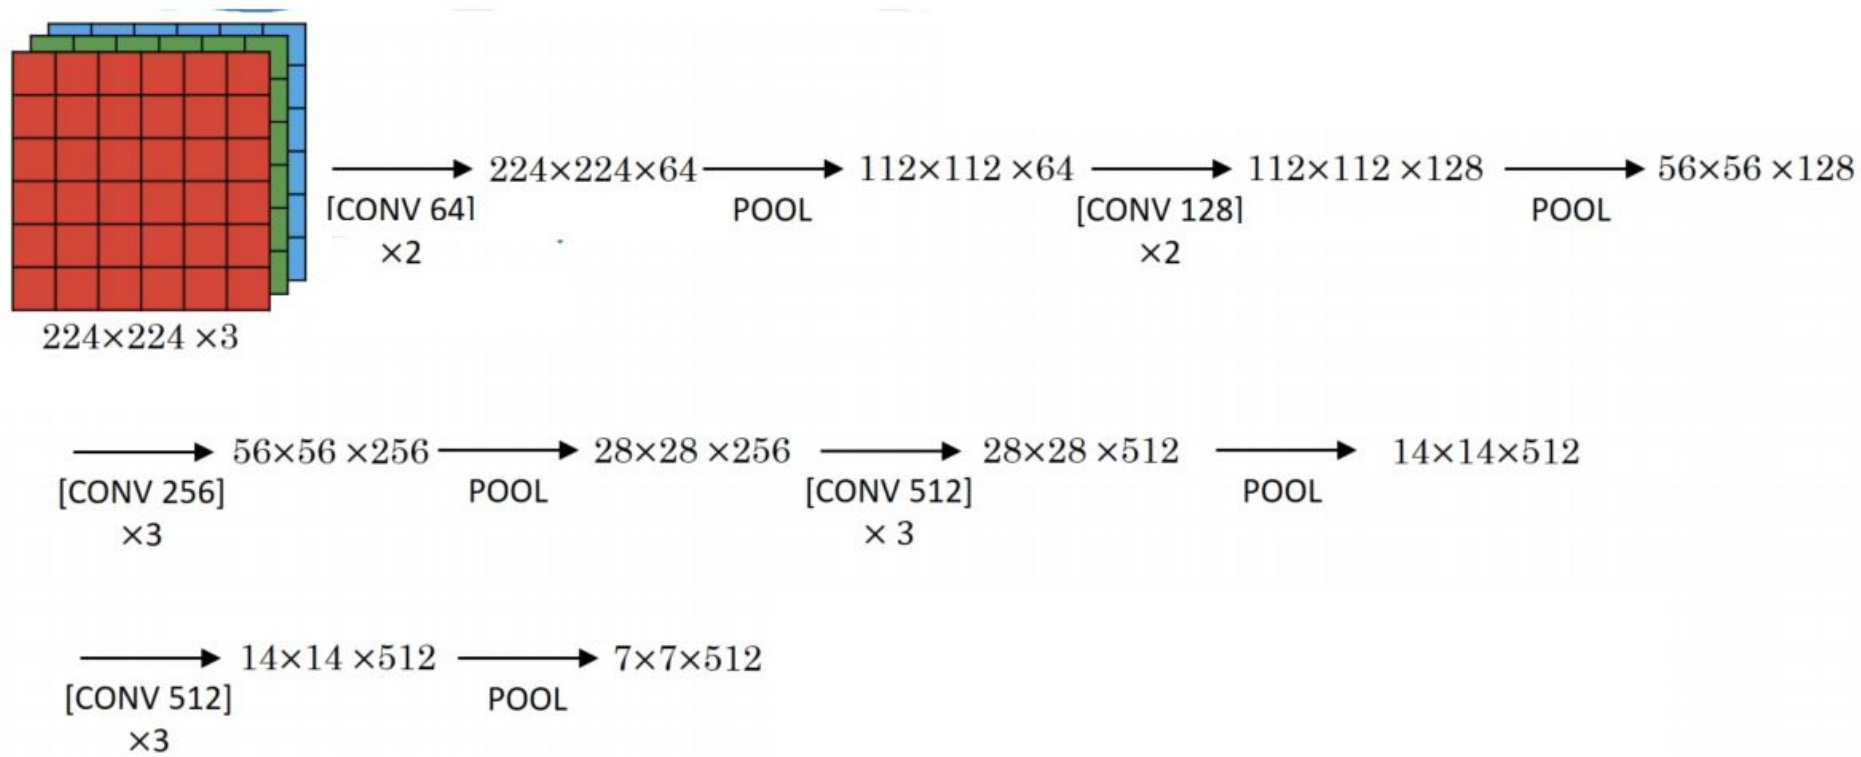 224×224×64 112×112 ×64 112×112 ×128 56×56 ×128
[CONV 64] POOL [CONV 128] POOL
×2 ×2
224×224 ×3
56×56 ×256 28×28 ×256 28×28 ×512 14×14×512
[CONV 256] POOL [CONV 512] POOL
×3 × 3
14×14 ×512 7×7×512
[CONV 512] POOL
×3